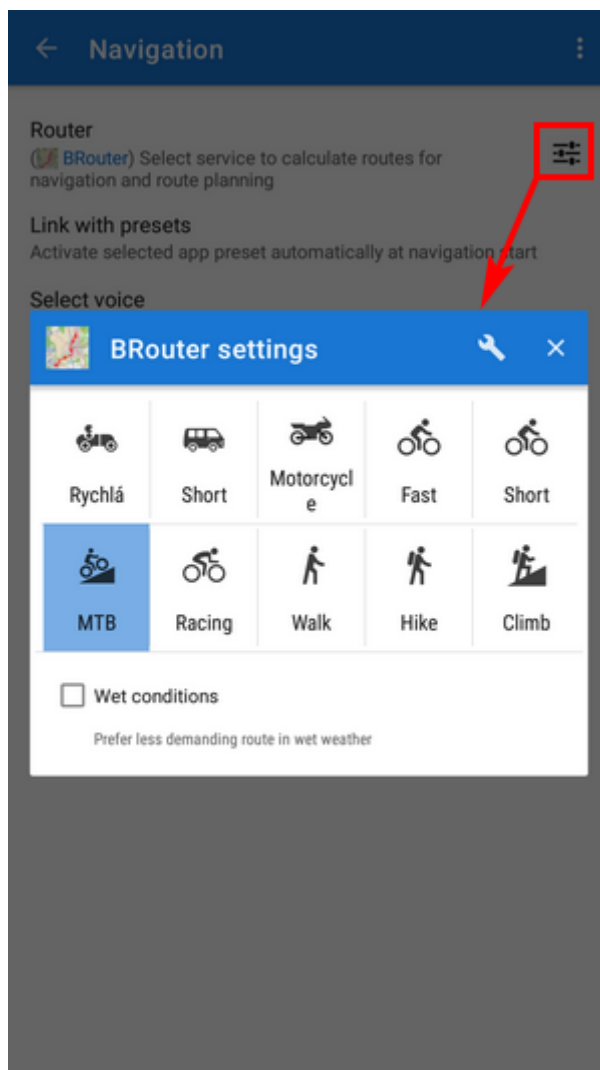 Navigation
Router
(BRouter) Select service to calculate routes for
navigation and route planning
Link with presets
Activate selected app preset automatically at navigation start
Select voice
BRouter settings
Rychlá
Short
Motorcycl
e
Fast
Short
MTB
Racing
Walk
Hike
Climb
Wet conditions
Prefer less demanding route in wet weather